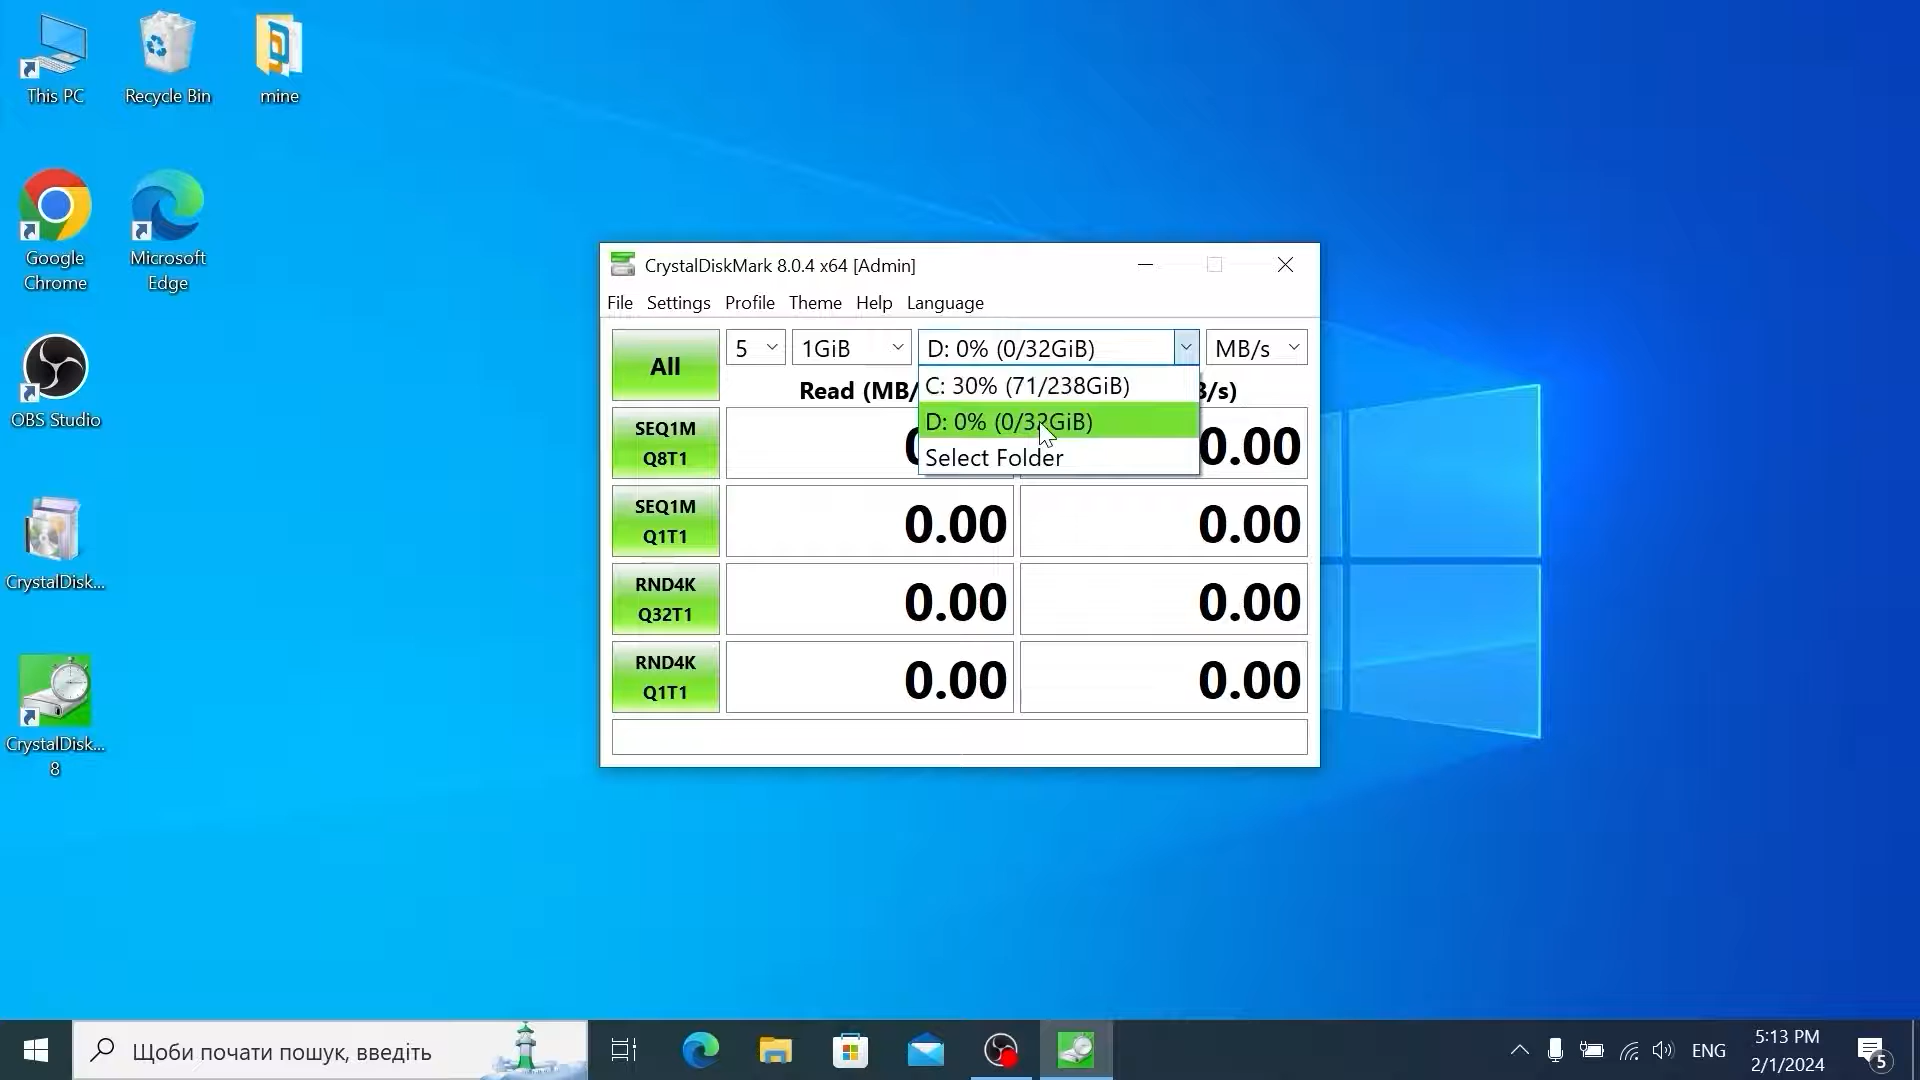 This PC
Recycle Bin
mine
Google
Chrome
Microsoft
Edge
OBS Studio
CrystalDisk...
CrystalDisk...
8
CrystalDiskMark 8.0.4 x64 [Admin]
File Settings Profile Theme Help Language
All
5
1GiB
D: 0% (0/32GiB)
MB/s
C: 30% (71/238GiB)
D: 0% (0/32GiB)
Select Folder
Read (MB/
B/s)
SEQ1M
Q8T1
0.00
SEQ1M
Q1T1
0.00
0.00
RND4K
Q32T1
0.00
0.00
RND4K
Q1T1
0.00
0.00
Щоби почати пошук, введіть
ENG
5:13 PM
2/1/2024
5